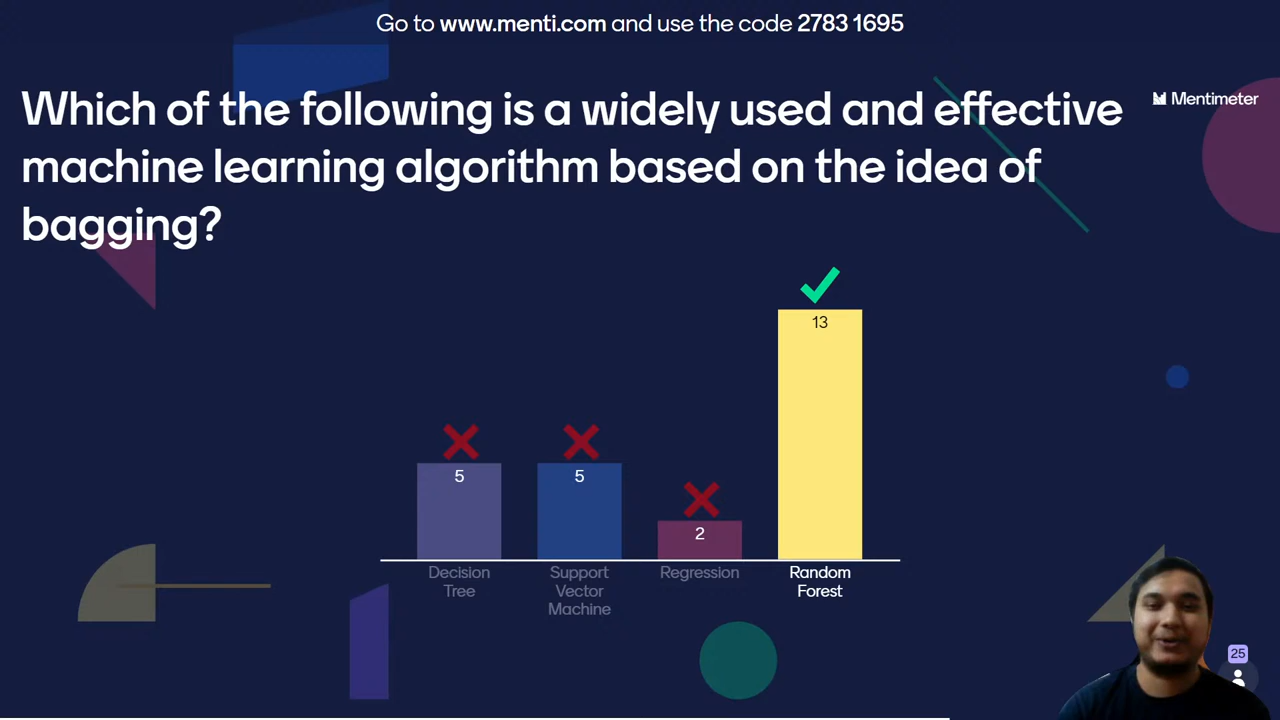 Go to www.menti.com and use the code 2783 1695
Which of the following is a widely used and effective
machine learning algorithm based on the idea of
bagging?
Mentimeter
13
5
5
2
Decision
Tree
Support
Vector
Machine
Regression
Random
Forest
25